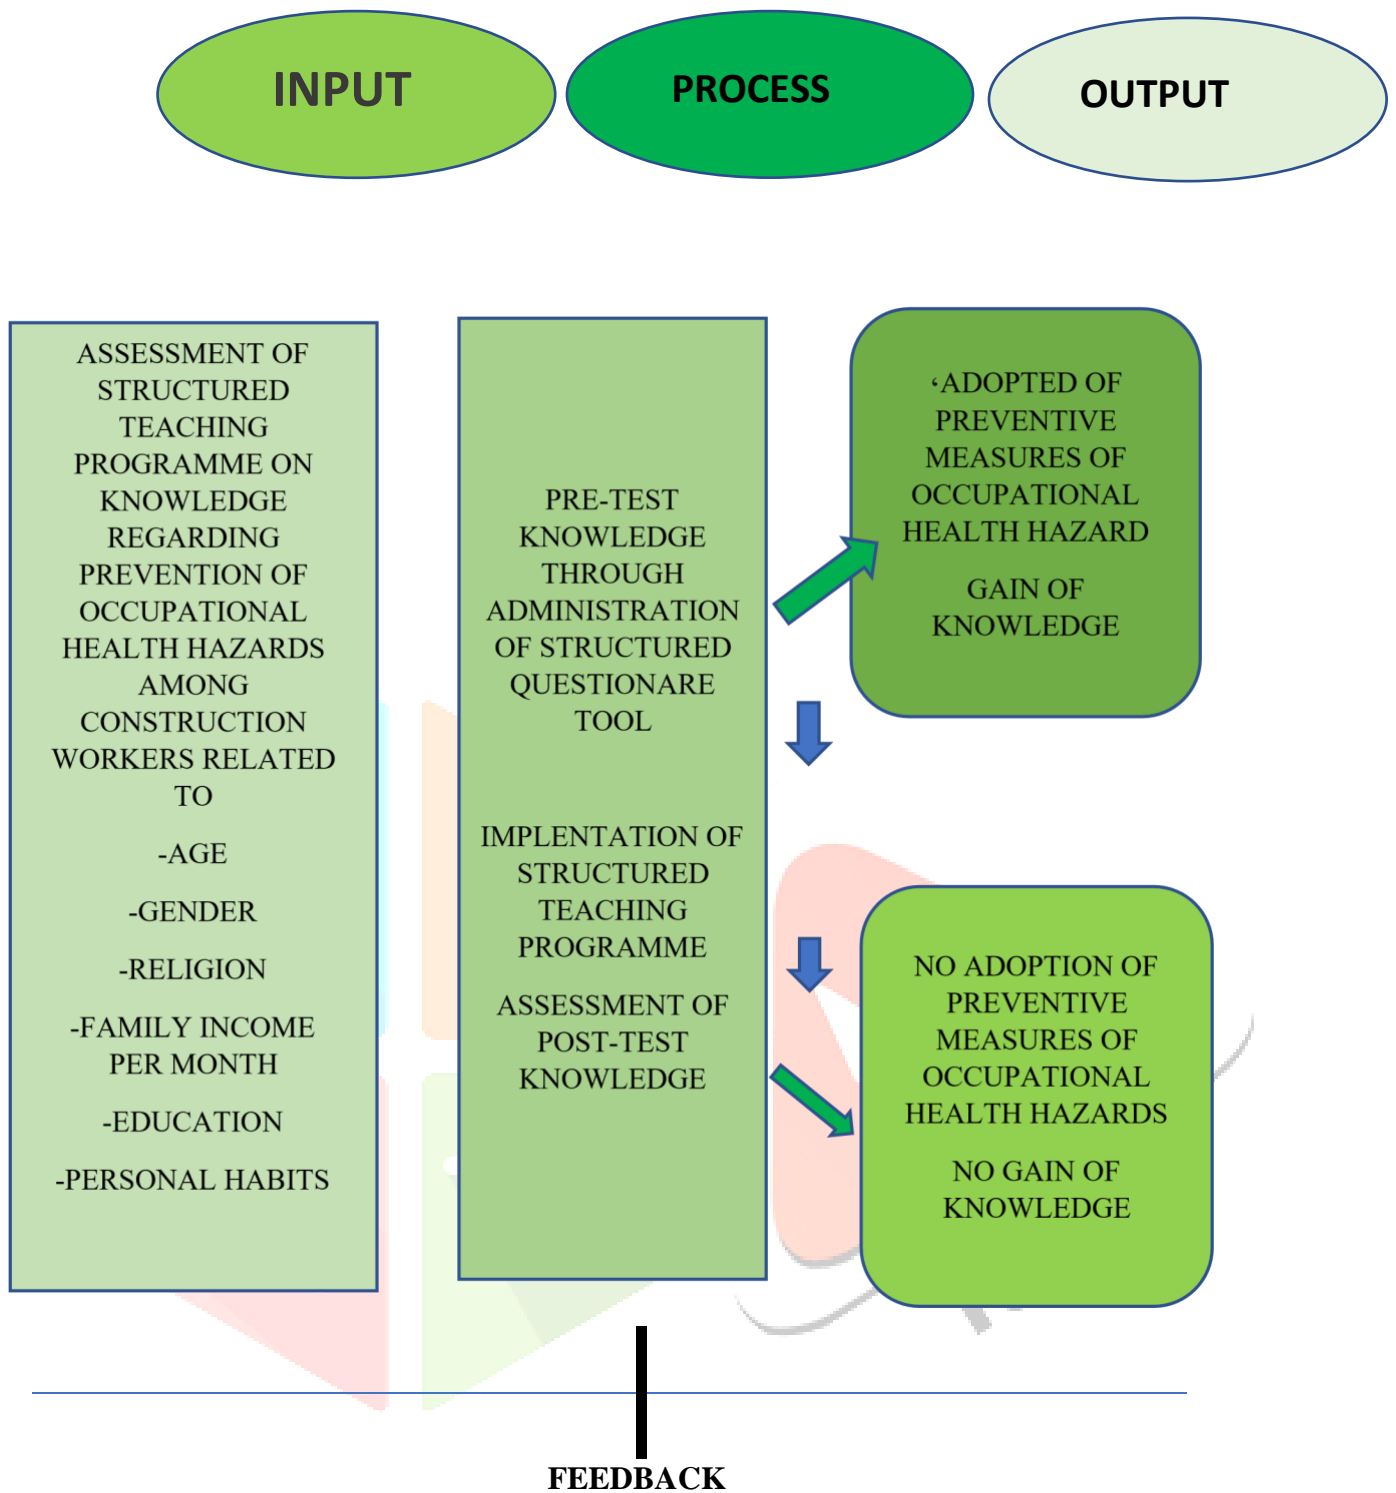 INPUT
PROCESS
OUTPUT
ASSESSMENT OF
STRUCTURED
TEACHING
PROGRAMME ON
KNOWLEDGE
REGARDING
PREVENTION OF
OCCUPATIONAL
HEALTH HAZARDS
AMONG
CONSTRUCTION
WORKERS RELATED
TO
-AGE
-GENDER
-RELIGION
-FAMILY INCOME
PER MONTH
-EDUCATION
-PERSONAL HABITS
PRE-TEST
KNOWLEDGE
THROUGH
ADMINISTRATION
OF STRUCTURED
QUESTIONARE
TOOL
IMPLENTATION OF
STRUCTURED
TEACHING
PROGRAMME
ASSESSMENT OF
POST-TEST
KNOWLEDGE
‘ADOPTED OF
PREVENTIVE
MEASURES OF
OCCUPATIONAL
HEALTH HAZARD
GAIN OF
KNOWLEDGE
NO ADOPTION OF
PREVENTIVE
MEASURES OF
OCCUPATIONAL
HEALTH HAZARDS
NO GAIN OF
KNOWLEDGE
FEEDBACK